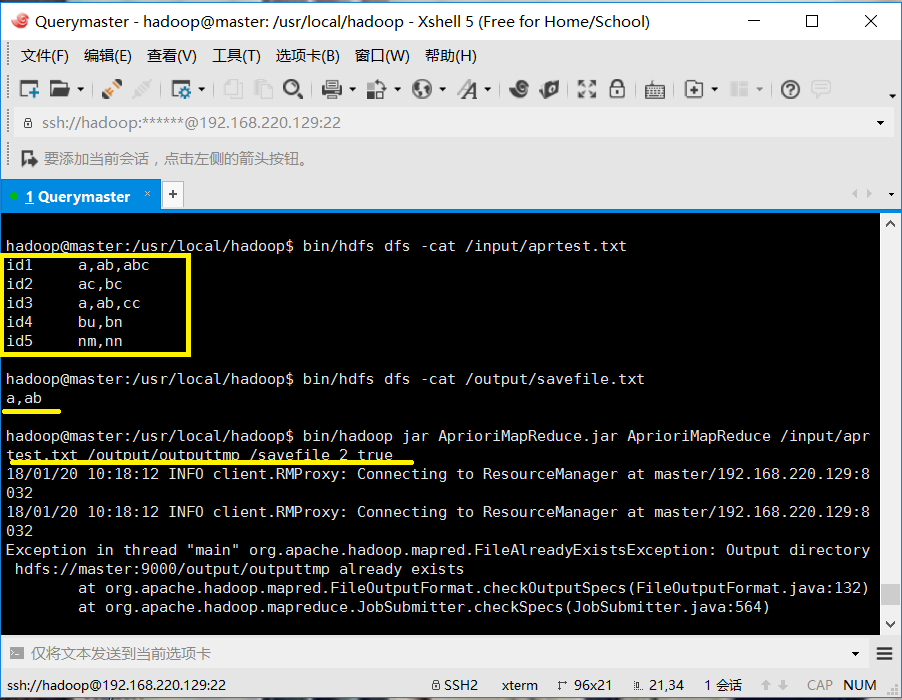 Querymaster - hadoop@master: /usr/local/hadoop - Xshell 5 (Free for Home/School)
文件(F) 编辑(E) 查看(V) 工具(T) 选项卡(B) 窗口(W) 帮助(H)
ssh://hadoop:******@192.168.220.129:22
要添加当前会话，点击左侧的箭头按钮。
1 Querymaster × +
hadoop@master:/usr/local/hadoop$ bin/hdfs dfs -cat /input/aprtest.txt
id1 a,ab,abc
id2 ac,bc
id3 a,ab,cc
id4 bu,bn
id5 nm,nn
hadoop@master:/usr/local/hadoop$ bin/hdfs dfs -cat /output/savefile.txt
a,ab
hadoop@master:/usr/local/hadoop$ bin/hadoop jar AprioriMapReduce.jar AprioriMapReduce /input/apr
test.txt /output/outputtmp /savefile 2 true
18/01/20 10:18:12 INFO client.RMProxy: Connecting to ResourceManager at master/192.168.220.129:8
032
18/01/20 10:18:12 INFO client.RMProxy: Connecting to ResourceManager at master/192.168.220.129:8
032
Exception in thread "main" org.apache.hadoop.mapred.FileAlreadyExistsException: Output directory
hdfs://master:9000/output/outputtmp already exists
at org.apache.hadoop.mapred.FileOutputFormat.checkOutputSpecs(FileOutputFormat.java:132)
at org.apache.hadoop.mapreduce.JobSubmitter.checkSpecs(JobSubmitter.java:564)
仅将文本发送到当前选项卡
ssh://hadoop@192.168.220.129:22 SSH2 xterm 96x21 21,34 1 会话 CAP NUM